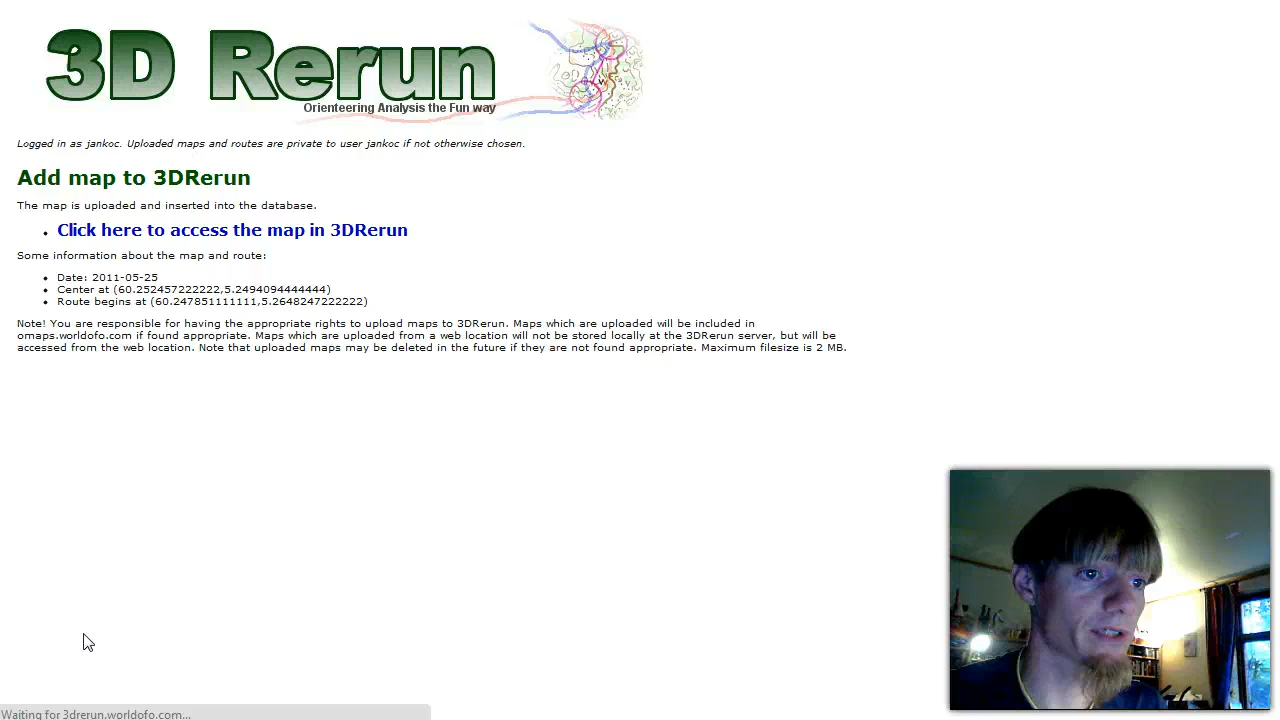 3D Rerun
Orienteering Analysis the Fun way
Logged in as jankoc. Uploaded maps and routes are private to user jankoc if not otherwise chosen.
Add map to 3DRerun
The map is uploaded and inserted into the database.
Click here to access the map in 3DRerun
Some information about the map and route:
Date: 2011-05-25
Center at (60.252457222222,5.2494094444444)
Route begins at (60.247851111111,5.2648247222222)
Note! You are responsible for having the appropriate rights to upload maps to 3DRerun. Maps which are uploaded will be included in
omaps.worldofo.com if found appropriate. Maps which are uploaded from a web location will not be stored locally at the 3DRerun server, but will be
accessed from the web location. Note that uploaded maps may be deleted in the future if they are not found appropriate. Maximum filesize is 2 MB.
Waiting for 3drerun.worldofo.com...